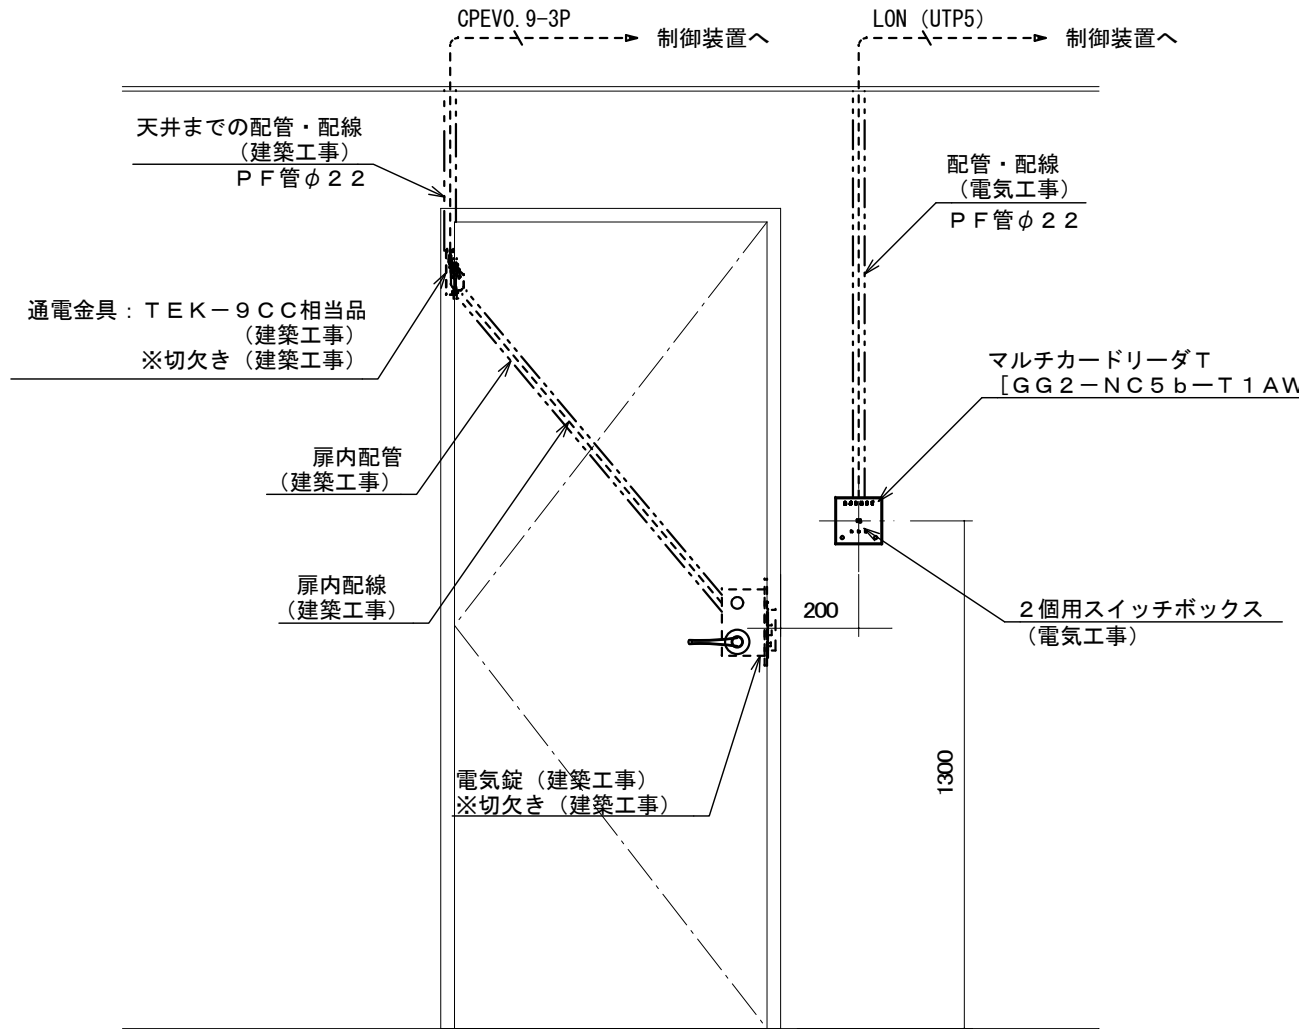 CPEV0.9-3P
制御装置へ
LON (UTP5)
制御装置へ
天井までの配管・配線
(建築工事)
PF管φ22
配管・配線
(電気工事)
PF管φ22
通電金具:TEK-9CC相当品
(建築工事)
※切欠き(建築工事)
マルチカードリーダT
[GG2-NC5b-T1AW
扉内配管
(建築工事)
扉内配線
(建築工事)
200
2個用スイッチボックス
(電気工事)
1300
電気錠(建築工事)
※切欠き(建築工事)